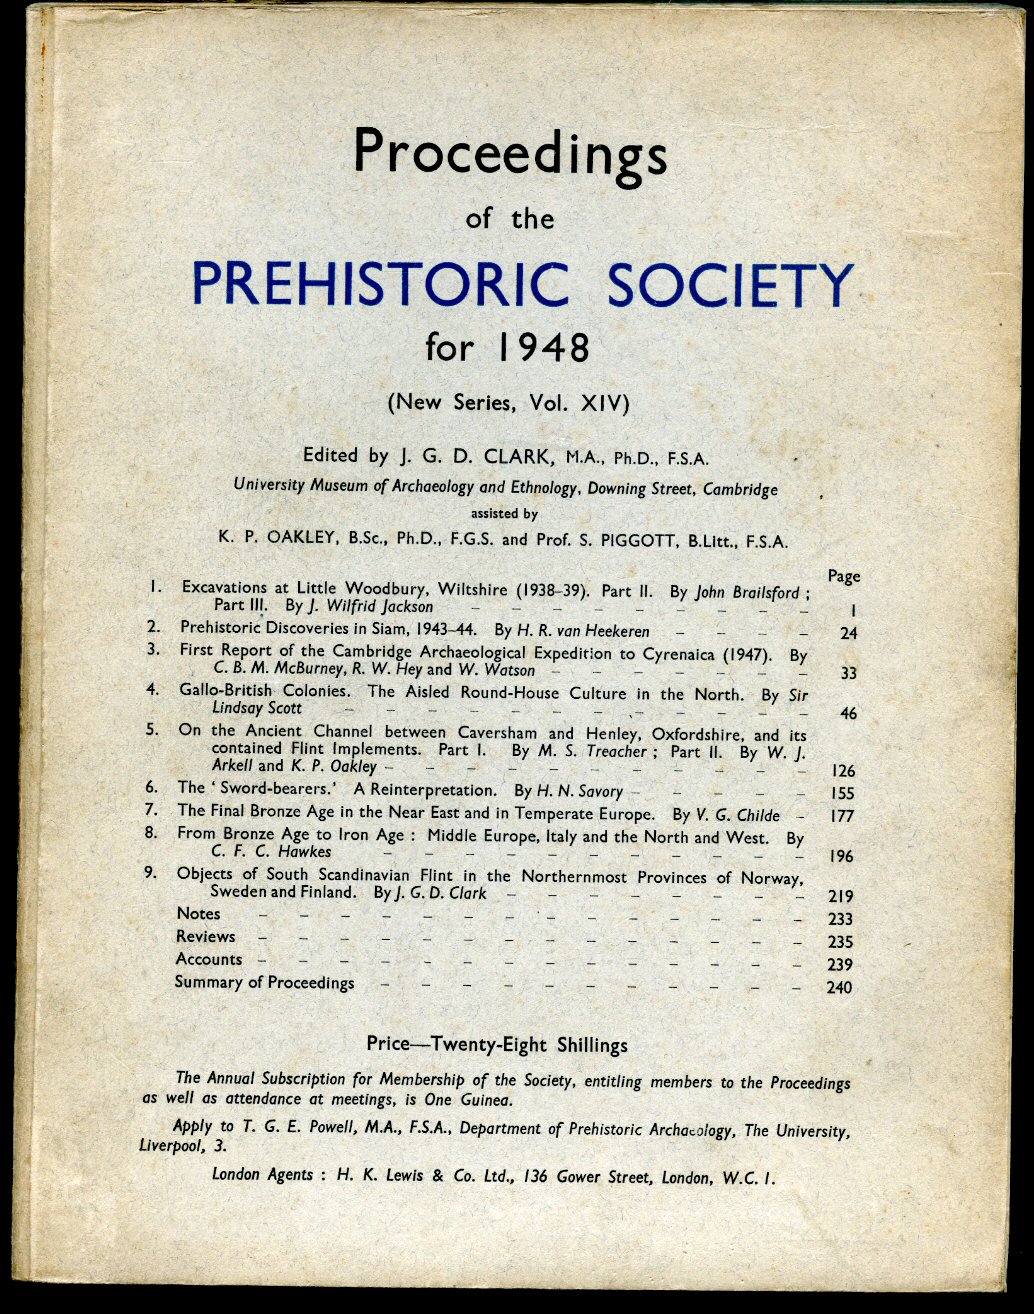 Proceedings
of the
PREHISTORIC SOCIETY
for 1948
(New Series, Vol. XIV)
Edited by J. G. D. CLARK, M.A., Ph.D., F.S.A.
University Museum of Archaeology and Ethnology, Downing Street, Cambridge
assisted by
K. P. OAKLEY, B.Sc., Ph.D., F.G.S. and Prof. S. PIGGOTT, B.Litt., F.S.A.
Page
1. Excavations at Little Woodbury, Wiltshire (1938–39). Part II. By John Brailsford ;
Part III. By J. Wilfrid Jackson – – – – – – – – – 1
2. Prehistoric Discoveries in Siam, 1943–44. By H. R. van Heekeren – – – – 24
3. First Report of the Cambridge Archaeological Expedition to Cyrenaica (1947). By
C. B. M. McBurney, R. W. Hey and W. Watson – – – – – – – 33
4. Gallo-British Colonies. The Aisled Round-House Culture in the North. By Sir
Lindsay Scott – – – – – – – – – – – – 46
5. On the Ancient Channel between Caversham and Henley, Oxfordshire, and its
contained Flint Implements. Part I. By M. S. Treacher ; Part II. By W. J.
Arkell and K. P. Oakley – – – – – – – – – – – 126
6. The ‘ Sword-bearers.’ A Reinterpretation. By H. N. Savory – – – – – 155
7. The Final Bronze Age in the Near East and in Temperate Europe. By V. G. Childe – 177
8. From Bronze Age to Iron Age : Middle Europe, Italy and the North and West. By
C. F. C. Hawkes – – – – – – – – – – – 196
9. Objects of South Scandinavian Flint in the Northernmost Provinces of Norway,
Sweden and Finland. By J. G. D. Clark – – – – – – – – 219
Notes – – – – – – – – – – – – – – 233
Reviews – – – – – – – – – – – – – – 235
Accounts – – – – – – – – – – – – – – 239
Summary of Proceedings – – – – – – – – – – – 240
Price—Twenty-Eight Shillings
The Annual Subscription for Membership of the Society, entitling members to the Proceedings
as well as attendance at meetings, is One Guinea.
Apply to T. G. E. Powell, M.A., F.S.A., Department of Prehistoric Archaeology, The University,
Liverpool, 3.
London Agents : H. K. Lewis & Co. Ltd., 136 Gower Street, London, W.C. 1.